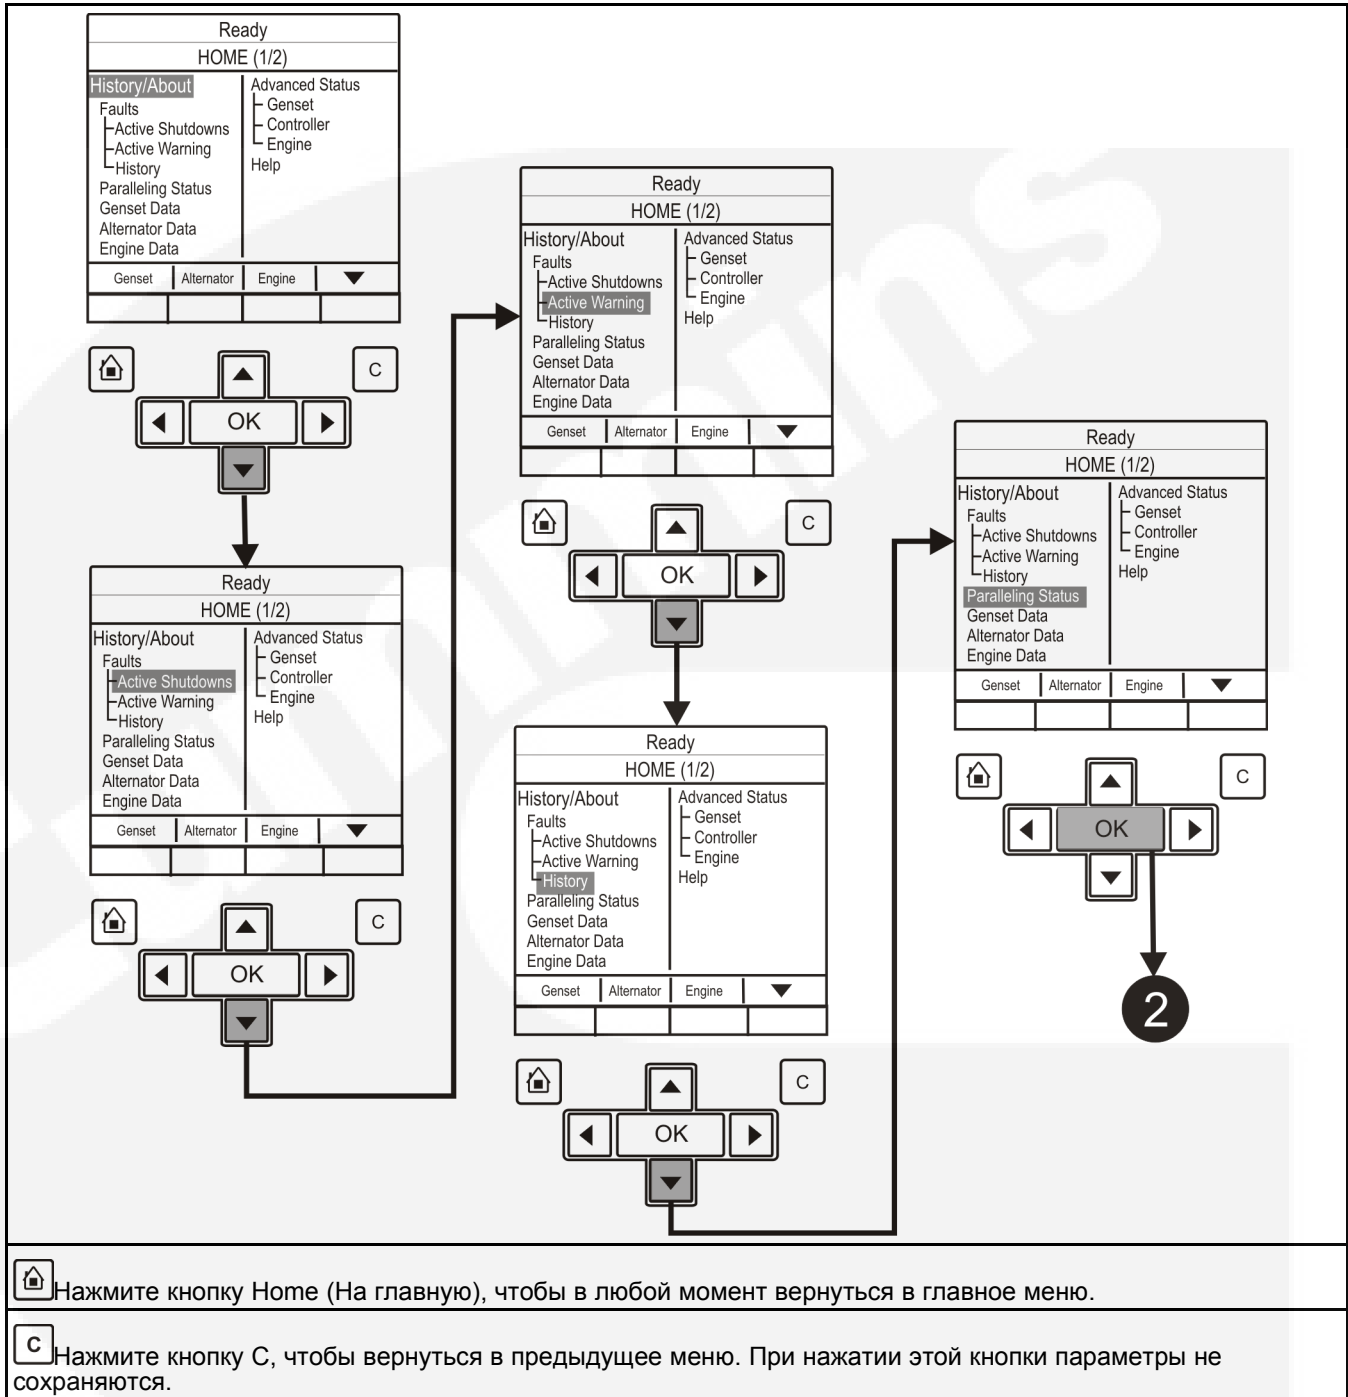 Ready
HOME (1/2)
History/About
Faults
Active Shutdowns
Active Warning
History
Paralleling Status
Genset Data
Alternator Data
Engine Data
Advanced Status
Genset
Controller
Engine
Help
Genset Alternator Engine
C
OK
Ready
HOME (1/2)
History/About
Faults
Active Shutdowns
Active Warning
History
Paralleling Status
Genset Data
Alternator Data
Engine Data
Advanced Status
Genset
Controller
Engine
Help
Genset Alternator Engine
C
OK
Ready
HOME (1/2)
History/About
Faults
Active Shutdowns
Active Warning
History
Paralleling Status
Genset Data
Alternator Data
Engine Data
Advanced Status
Genset
Controller
Engine
Help
Genset Alternator Engine
C
OK
Ready
HOME (1/2)
History/About
Faults
Active Shutdowns
Active Warning
History
Paralleling Status
Genset Data
Alternator Data
Engine Data
Advanced Status
Genset
Controller
Engine
Help
Genset Alternator Engine
C
OK
Ready
HOME (1/2)
History/About
Faults
Active Shutdowns
Active Warning
History
Paralleling Status
Genset Data
Alternator Data
Engine Data
Advanced Status
Genset
Controller
Engine
Help
Genset Alternator Engine
C
OK
2
Нажмите кнопку Home (На главную), чтобы в любой момент вернуться в главное меню.
C Нажмите кнопку C, чтобы вернуться в предыдущее меню. При нажатии этой кнопки параметры не
сохраняются.
cummins